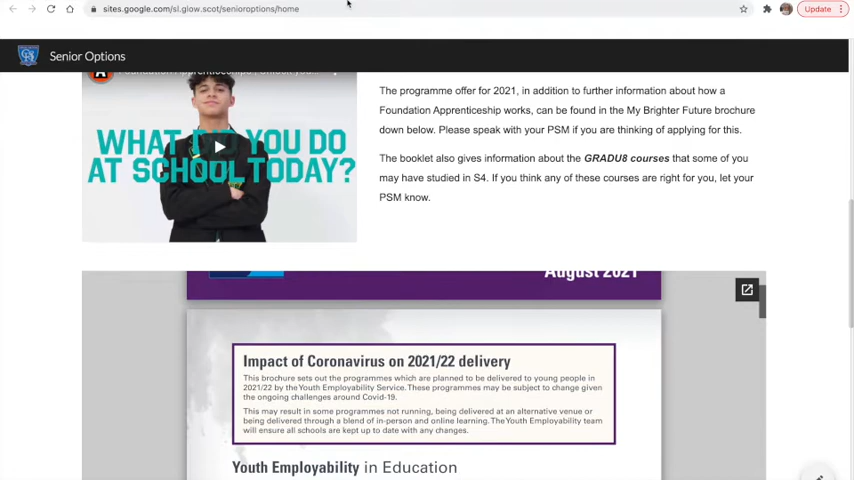 sites.google.com/sl.glow.scot/senioroptions/home
Update
Senior Options
WHAT DID YOU DO
AT SCHOOL TODAY?
The programme offer for 2021, in addition to further information about how a
Foundation Apprenticeship works, can be found in the My Brighter Future brochure
down below. Please speak with your PSM if you are thinking of applying for this.
The booklet also gives information about the GRADU8 courses that some of you
may have studied in S4. If you think any of these courses are right for you, let your
PSM know.
August 2021
Impact of Coronavirus on 2021/22 delivery
This brochure sets out the programmes which are planned to be delivered to young people in
2021/22 by the Youth Employability Service. These programmes may be subject to change given
the ongoing challenges around Covid-19.
This may result in some programmes not running, being delivered at an alternative venue or
being delivered through a blend of in-person and online learning. The Youth Employability team
will ensure all schools are kept up to date with any changes.
Youth Employability in Education